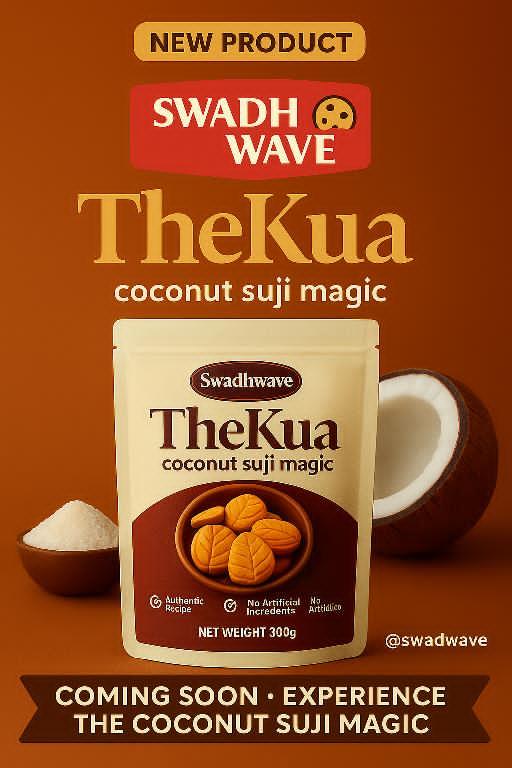 NEW PRODUCT
SWADH
WAVE
TheKua
coconut suji magic
Swadhwave
TheKua
coconut suji magic
Authentic
Recipe
No Artificial
Incredents
No
Arttidlico
NET WEIGHT 300g
@swadwave
COMING SOON · EXPERIENCE
THE COCONUT SUJI MAGIC